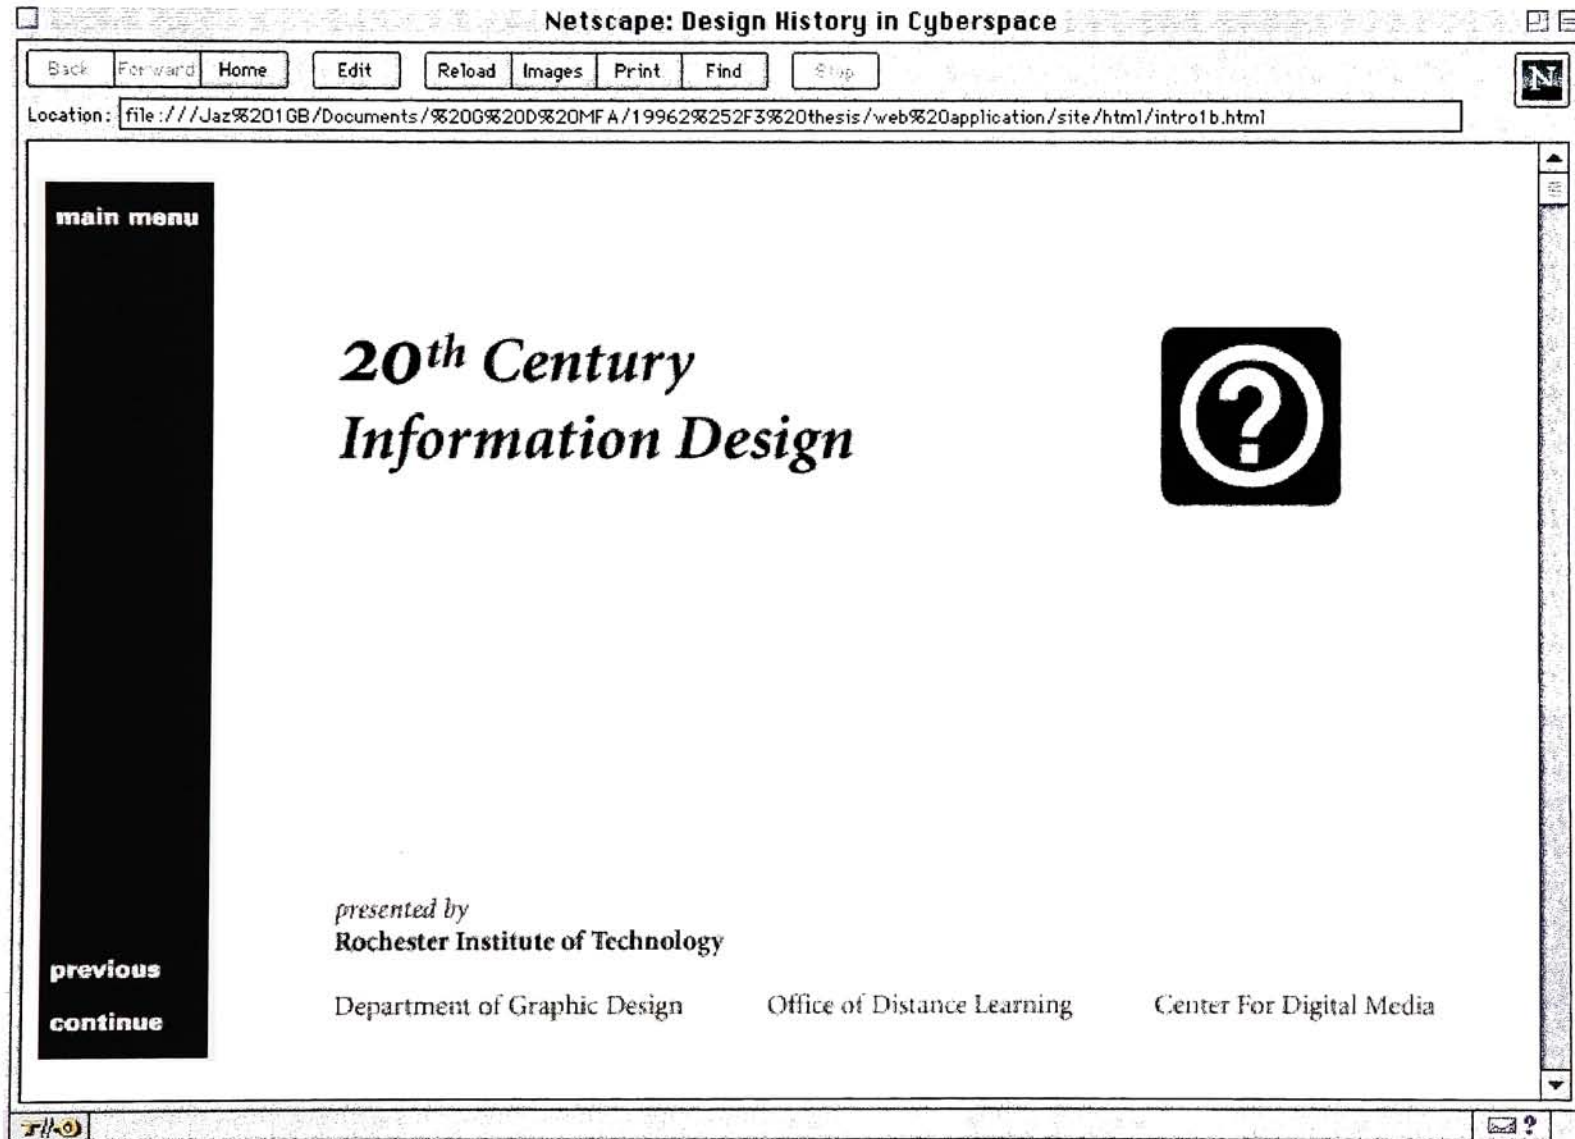 Netscape: Design History in Cyberspace
Back Forward Home Edit Reload Images Print Find Stop
N
Location: file:///Jaz%201GB/Documents/%20G%20D%20MFA/19962%252F3%20thesis/web%20application/site/html/intro1b.html
main menu
20th Century
Information Design
?
presented by
Rochester Institute of Technology
Department of Graphic Design Office of Distance Learning Center For Digital Media
previous
continue
?